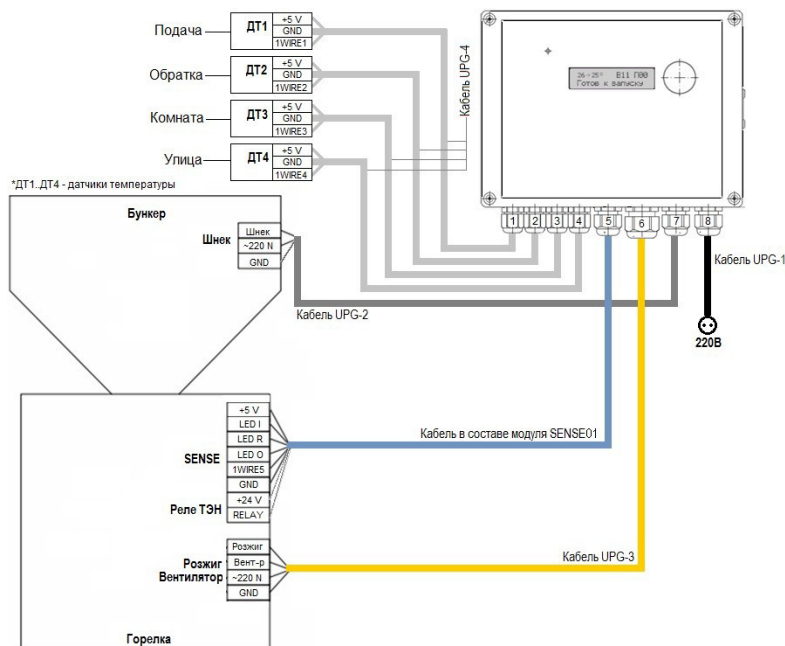 Подача
ДТ1
+5 V
GND
1WIRE1
Обратка
ДТ2
+5 V
GND
1WIRE2
Комната
ДТ3
+5 V
GND
1WIRE3
Улица
ДТ4
+5 V
GND
1WIRE4
*ДТ1..ДТ4 - датчики температуры
Кабель UPG-4
26→25° В11 П00
Готов к запуску
1 2 3 4 5 6 7 8
Бункер
Шнек
Шнек
~220 N
GND
Кабель UPG-2
Кабель UPG-1
220В
SENSE
+5 V
LED I
LED R
LED O
1WIRE5
GND
Реле ТЭН
+24 V
RELAY
Кабель в составе модуля SENSE01
Розжиг
Вентилятор
Розжиг
Вент-р
~220 N
GND
Кабель UPG-3
Горелка